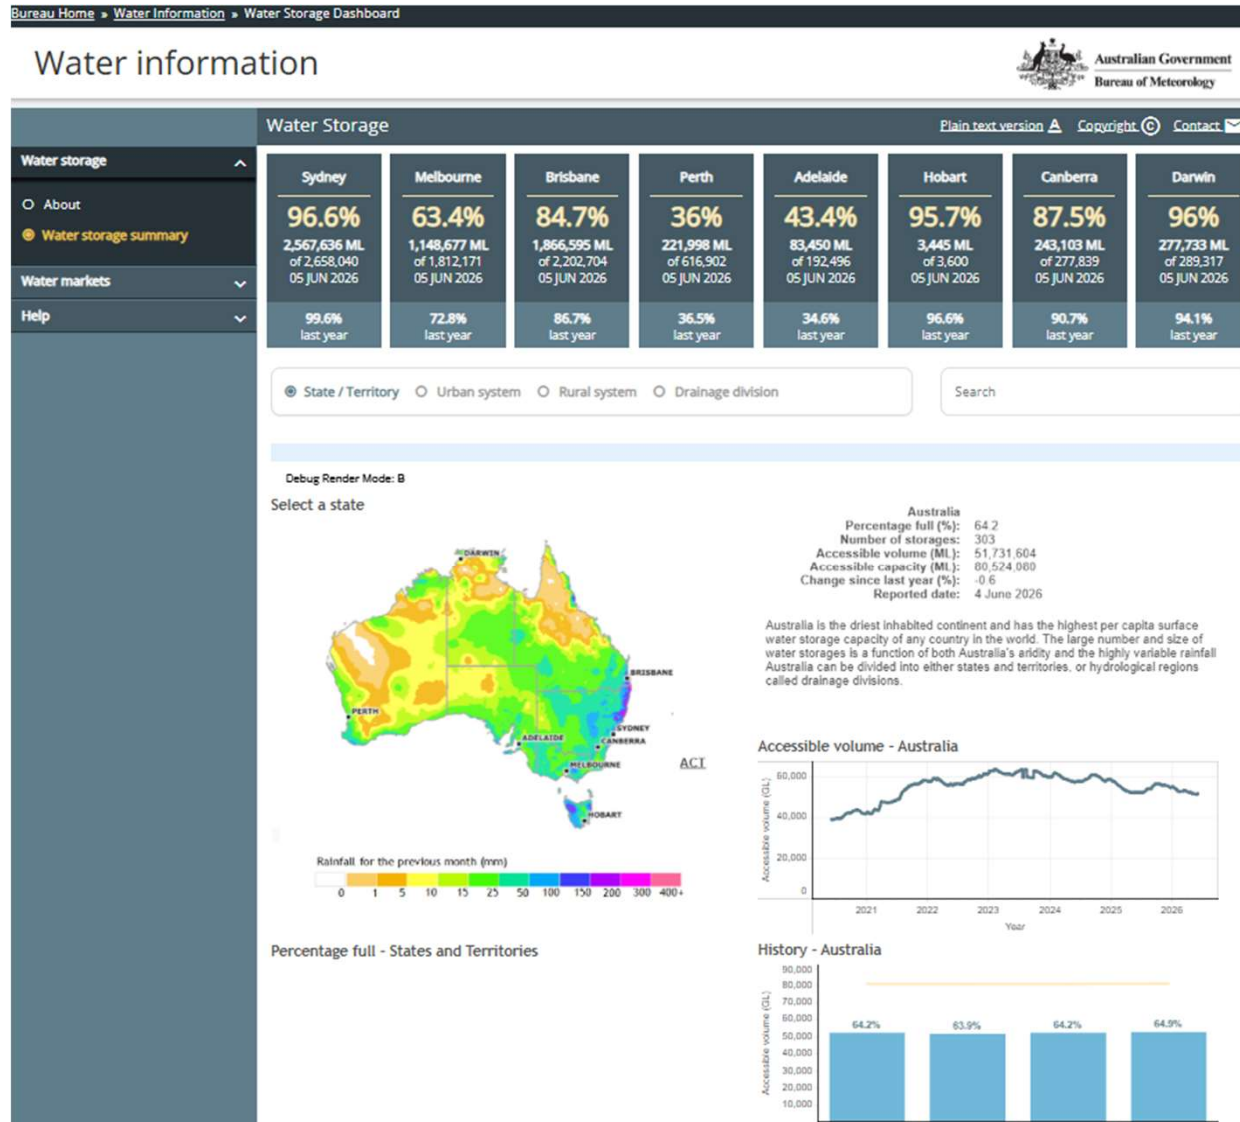 Bureau Home » Water Information » Water Storage Dashboard
Water information
Australian Government
Bureau of Meteorology
Water Storage
Plain text version A Copyright © Contact
Water storage
About
Water storage summary
Water markets
Help
Sydney
96.6%
2,567,636 ML
of 2,658,040
05 JUN 2026
99.6%
last year
Melbourne
63.4%
1,148,677 ML
of 1,812,171
05 JUN 2026
72.8%
last year
Brisbane
84.7%
1,866,595 ML
of 2,202,704
05 JUN 2026
86.7%
last year
Perth
36%
221,998 ML
of 616,902
05 JUN 2026
36.5%
last year
Adelaide
43.4%
83,450 ML
of 192,496
05 JUN 2026
34.6%
last year
Hobart
95.7%
3,445 ML
of 3,600
05 JUN 2026
96.6%
last year
Canberra
87.5%
243,103 ML
of 277,839
05 JUN 2026
90.7%
last year
Darwin
96%
277,733 ML
of 289,317
05 JUN 2026
94.1%
last year
State / Territory Urban system Rural system Drainage division
Search
Debug Render Mode: B
Select a state
DARWIN
BRISBANE
PERTH
SYDNEY
ADELAIDE
CANBERRA
MELBOURNE
ACT
HOBART
Rainfall for the previous month (mm)
0 1 5 10 15 25 50 100 150 200 300 400+
Australia
Percentage full (%): 64.2
Number of storages: 303
Accessible volume (ML): 51,731,604
Accessible capacity (ML): 80,524,080
Change since last year (%): -0.6
Reported date: 4 June 2026
Australia is the driest inhabited continent and has the highest per capita surface
water storage capacity of any country in the world. The large number and size of
water storages is a function of both Australia's aridity and the highly variable rainfall
Australia can be divided into either states and territories, or hydrological regions
called drainage divisions.
Accessible volume - Australia
Accessible volume (GL)
60,000
40,000
20,000
0
2021 2022 2023 2024 2025 2026
Year
Percentage full - States and Territories
History - Australia
Accessible volume (GL)
90,000
80,000
70,000
60,000
50,000
40,000
30,000
20,000
10,000
64.2% 63.9% 64.2% 64.9%